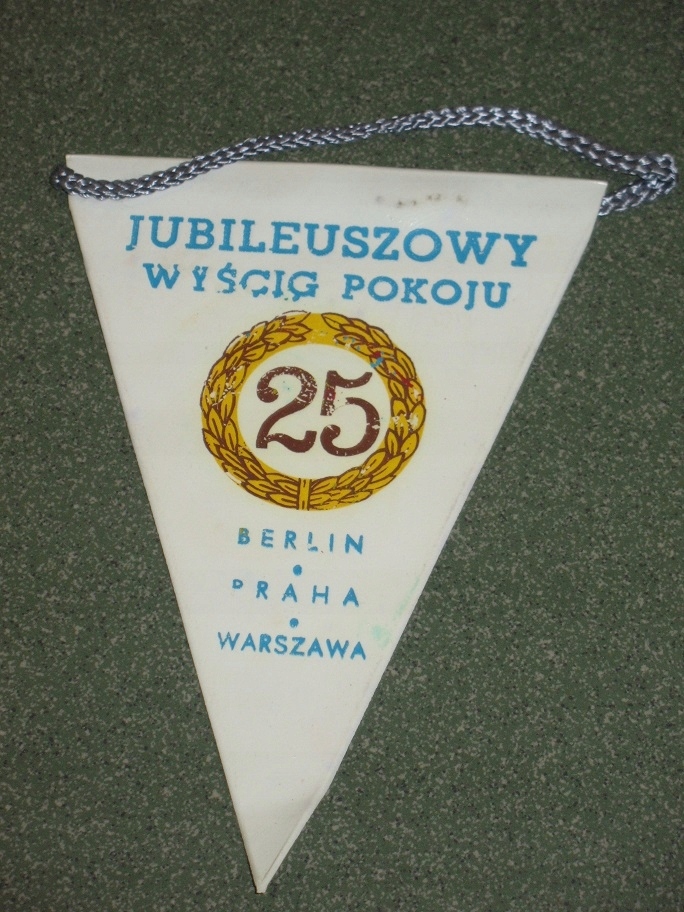 JUBILEUSZOWY
WYŚCIG POKOJU
25
BERLIN
•
PRAHA
•
WARSZAWA